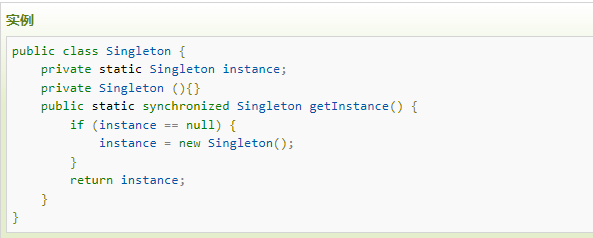 实例
public class Singleton {
    private static Singleton instance;
    private Singleton (){}
    public static synchronized Singleton getInstance() {
        if (instance == null) {
            instance = new Singleton();
        }
        return instance;
    }
}